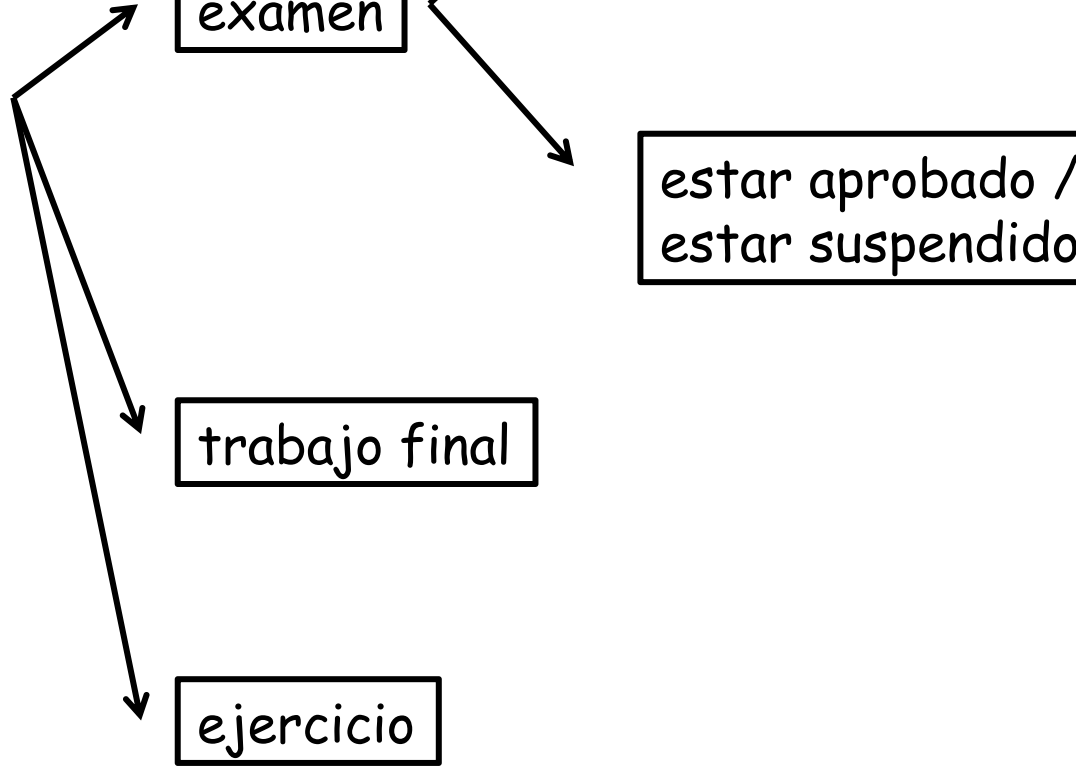 examen
estar aprobado /
estar suspendido
trabajo final
ejercicio